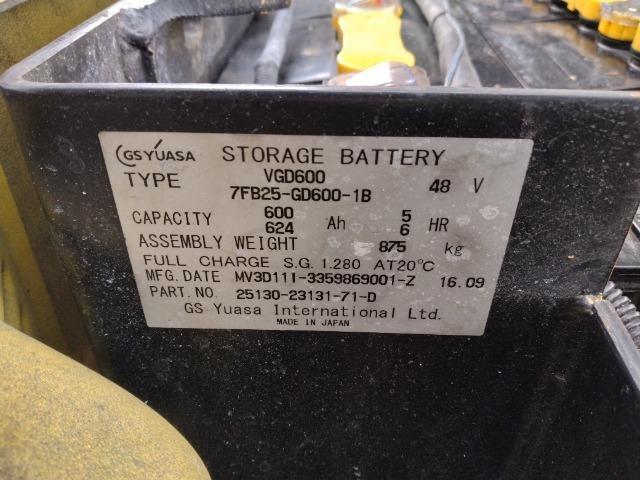 GS YUASA STORAGE BATTERY
TYPE VGD600 48 V
7FB25-GD600-1B
CAPACITY 600 Ah 5 HR
624 6
ASSEMBLY WEIGHT 875 kg
FULL CHARGE S.G. 1.280 AT20°C
MFG. DATE MV3D111-3359869001-Z 16.09
PART. NO. 25130-23131-71-D
GS Yuasa International Ltd.
MADE IN JAPAN